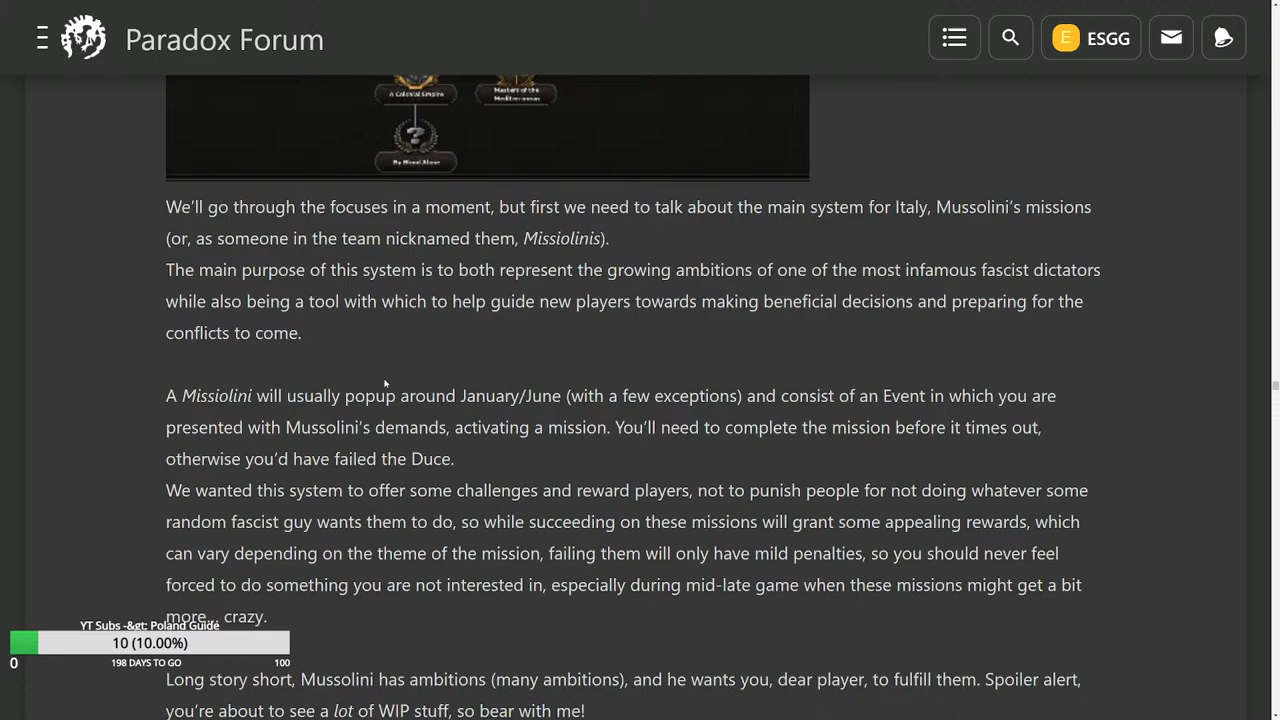 Paradox Forum
E ESGG
A Colonial Empire
Masters of the
Mediterranean
?
We'll go through the focuses in a moment, but first we need to talk about the main system for Italy, Mussolini's missions
(or, as someone in the team nicknamed them, Missiolinis).
The main purpose of this system is to both represent the growing ambitions of one of the most infamous fascist dictators
while also being a tool with which to help guide new players towards making beneficial decisions and preparing for the
conflicts to come.
A Missiolini will usually popup around January/June (with a few exceptions) and consist of an Event in which you are
presented with Mussolini's demands, activating a mission. You'll need to complete the mission before it times out,
otherwise you'd have failed the Duce.
We wanted this system to offer some challenges and reward players, not to punish people for not doing whatever some
random fascist guy wants them to do, so while succeeding on these missions will grant some appealing rewards, which
can vary depending on the theme of the mission, failing them will only have mild penalties, so you should never feel
forced to do something you are not interested in, especially during mid-late game when these missions might get a bit
more... crazy.
YT Subs -&gt; Poland Guide
10 (10.00%)
0 198 DAYS TO GO 100
Long story short, Mussolini has ambitions (many ambitions), and he wants you, dear player, to fulfill them. Spoiler alert,
you're about to see a lot of WIP stuff, so bear with me!